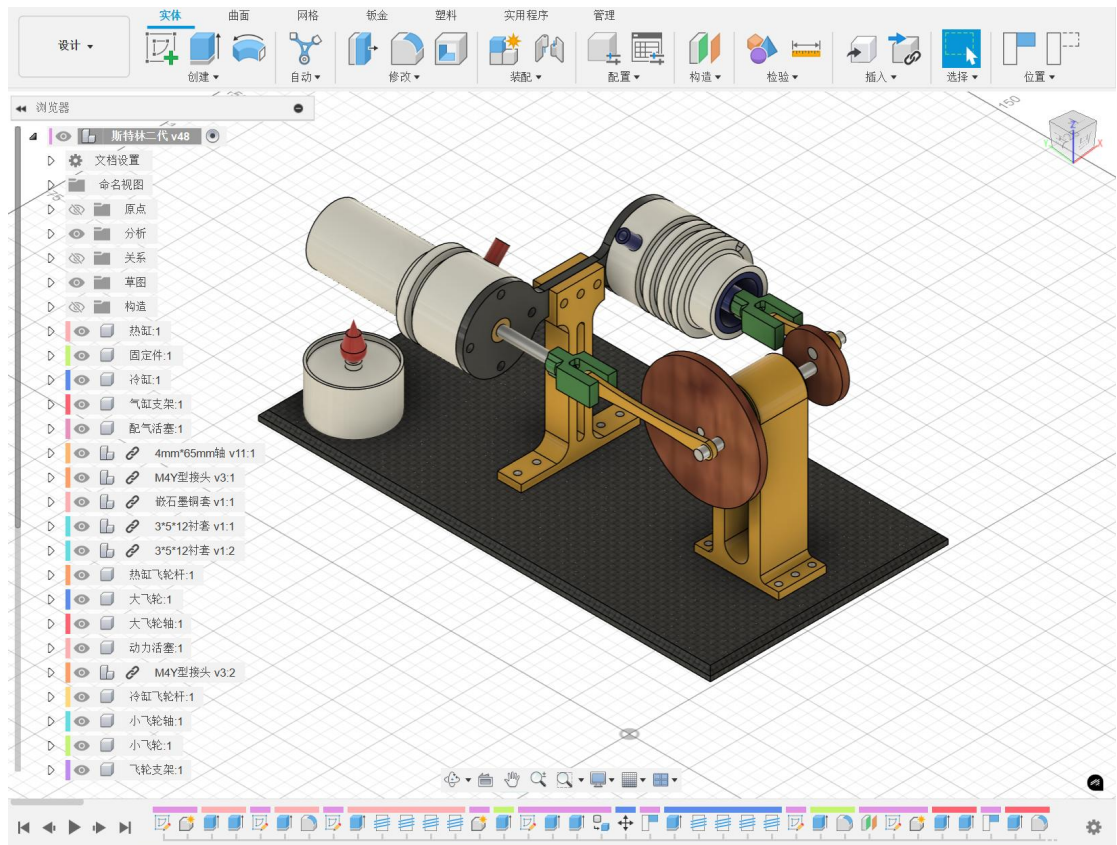 实体 曲面 网格 钣金 塑料 实用程序 管理
设计
创建 自动 修改 装配 配置 构造 检验 插入 选择 位置
浏览器
斯特林二代 v48
文档设置
命名视图
原点
分析
关系
草图
构造
热缸:1
固定件:1
冷缸:1
气缸支架:1
配气活塞:1
4mm*65mm轴 v11:1
M4Y型接头 v3:1
嵌石墨铜套 v1:1
3*5*12衬套 v1:1
3*5*12衬套 v1:2
热缸飞轮杆:1
大飞轮:1
大飞轮轴:1
动力活塞:1
M4Y型接头 v3:2
冷缸飞轮杆:1
小飞轮轴:1
小飞轮:1
飞轮支架:1
150
Z
X